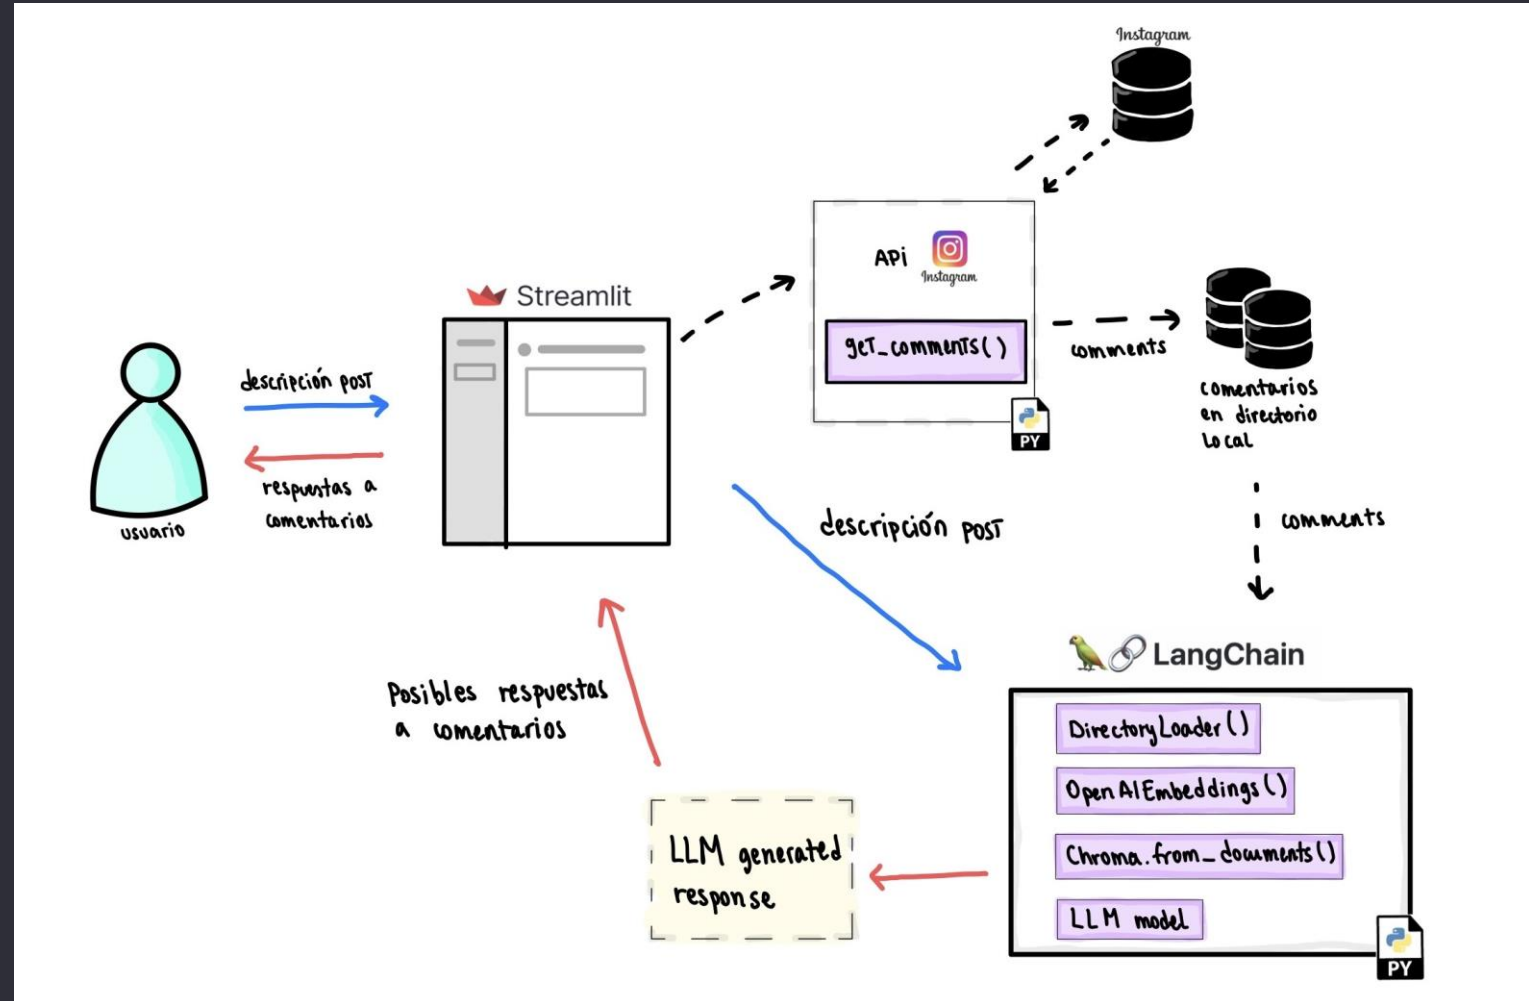 Instagram
API
Instagram
get_comments()
PY
comments
comentarios
en directorio
local
comments
Streamlit
descripción post
respuestas a
comentarios
usuario
descripción post
LangChain
DirectoryLoader()
OpenAIEmbeddings()
Chroma.from_documents()
LLM model
PY
LLM generated
response
Posibles respuestas
a comentarios